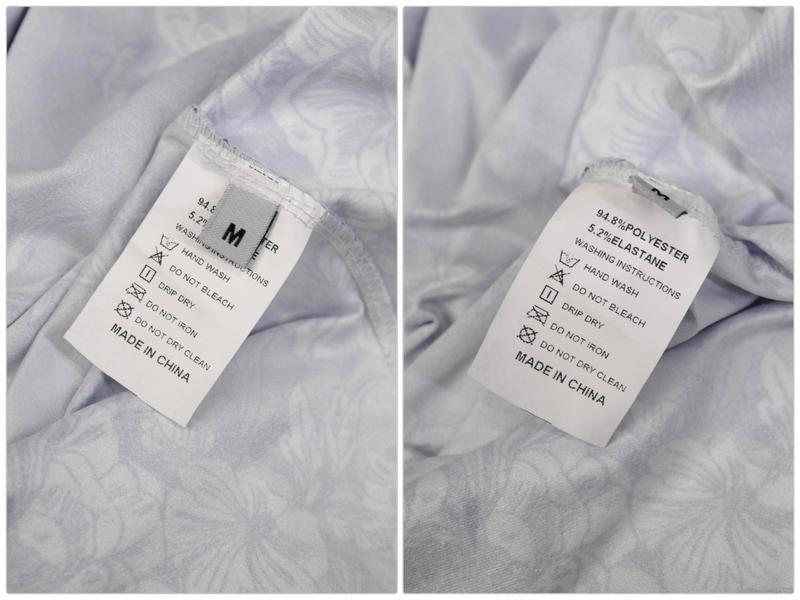 94.8
5.2%
M
YESTER
WASHING INSTRUCTIONS
HAND WASH
DO NOT BLEACH
DRIP DRY
DO NOT IRON
DO NOT DRY CLEAN
MADE IN CHINA
M
94.8%POLYESTER
5.2%ELASTANE
WASHING INSTRUCTIONS
HAND WASH
DO NOT BLEACH
DRIP DRY
DO NOT IRON
DO NOT DRY CLEAN
MADE IN CHINA